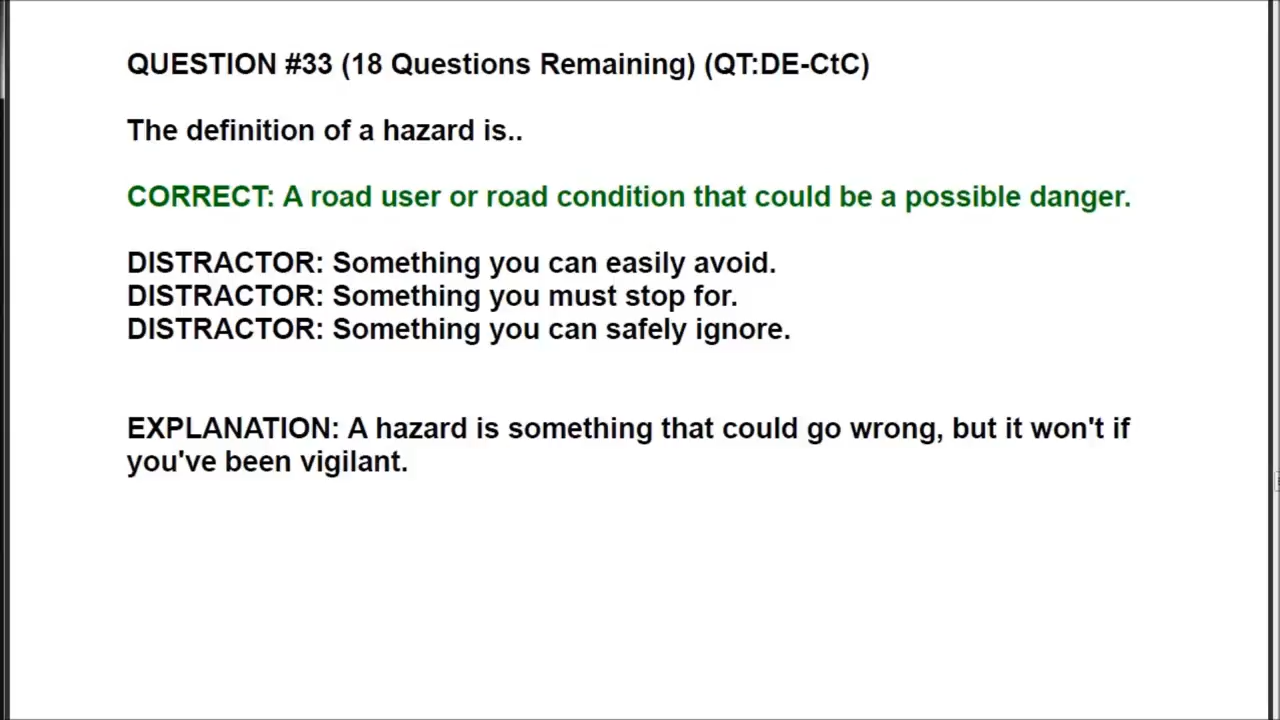 QUESTION #33 (18 Questions Remaining) (QT:DE-CtC)
The definition of a hazard is..
CORRECT: A road user or road condition that could be a possible danger.
DISTRACTOR: Something you can easily avoid.
DISTRACTOR: Something you must stop for.
DISTRACTOR: Something you can safely ignore.
EXPLANATION: A hazard is something that could go wrong, but it won't if
you've been vigilant.